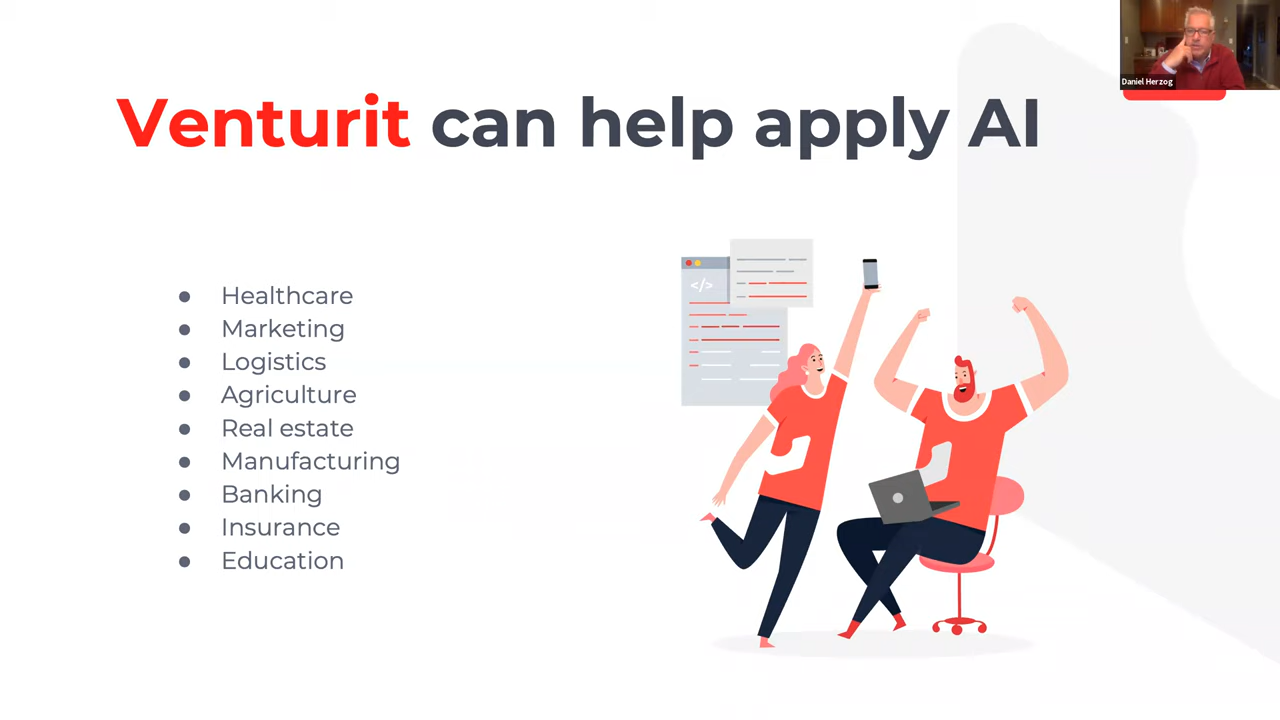 Venturit can help apply AI
Daniel Herzog
● Healthcare
● Marketing
● Logistics
● Agriculture
● Real estate
● Manufacturing
● Banking
● Insurance
● Education
</>